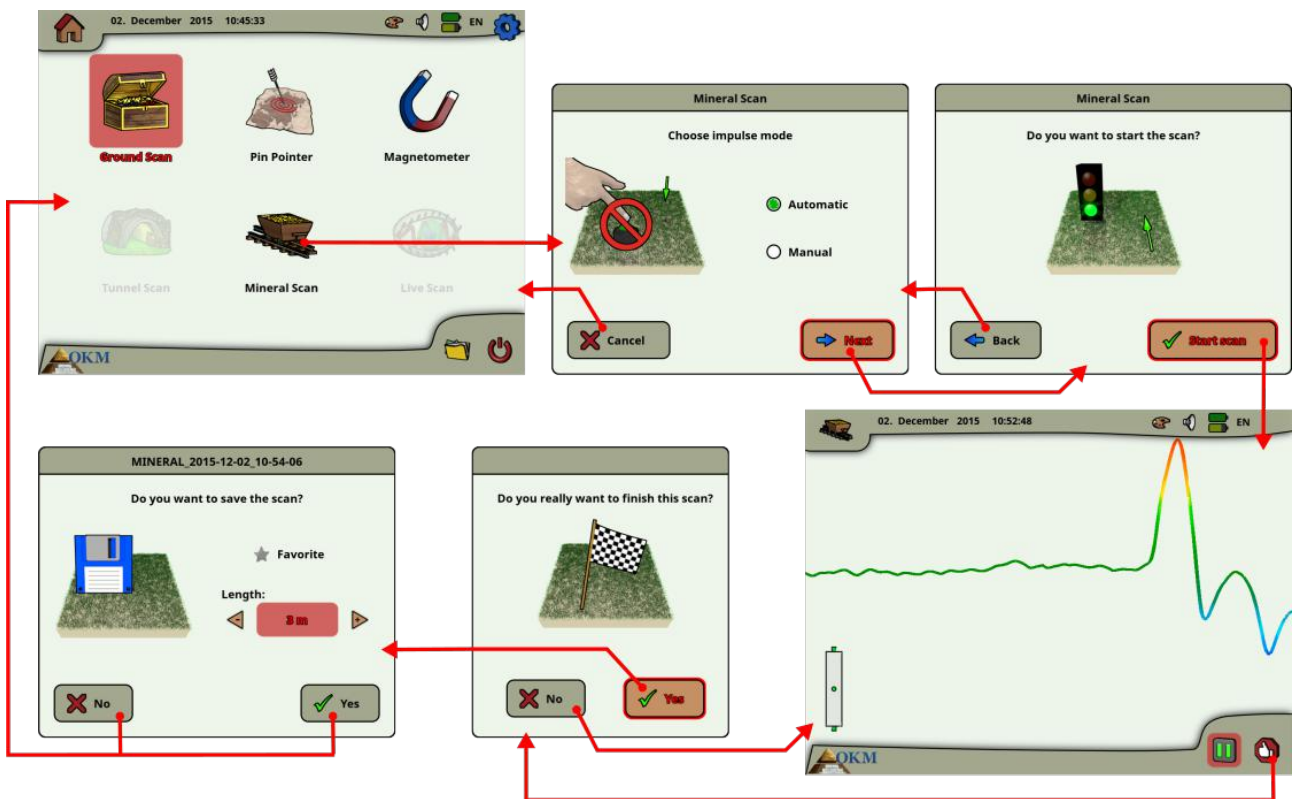 02. December 2015 10:45:33
EN
Ground Scan
Pin Pointer
Magnetometer
Tunnel Scan
Mineral Scan
Live Scan
OKM
Mineral Scan
Choose impulse mode
Automatic
Manual
Cancel
Next
Mineral Scan
Do you want to start the scan?
Back
Start scan
MINERAL_2015-12-02_10-54-06
Do you want to save the scan?
Favorite
Length:
3 m
No
Yes
Do you really want to finish this scan?
No
Yes
02. December 2015 10:52:48
EN
OKM